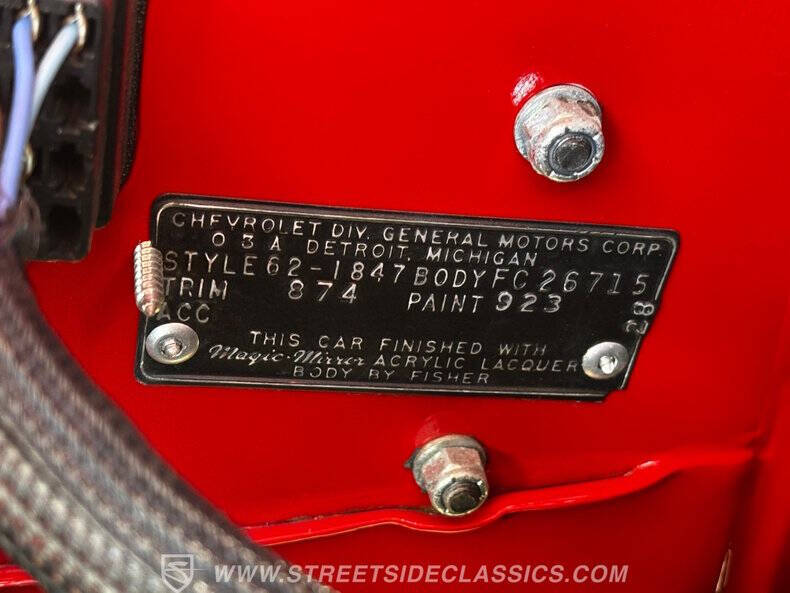 CHEVROLET DIV. GENERAL MOTORS CORP
03A DETROIT, MICHIGAN
STYLE 62-1847 BODY FC 26715
TRIM 874 PAINT 923
ACC
28
THIS CAR FINISHED WITH
Magic-Mirror ACRYLIC LACQUER
BODY BY FISHER
WWW.STREETSIDECLASSICS.COM